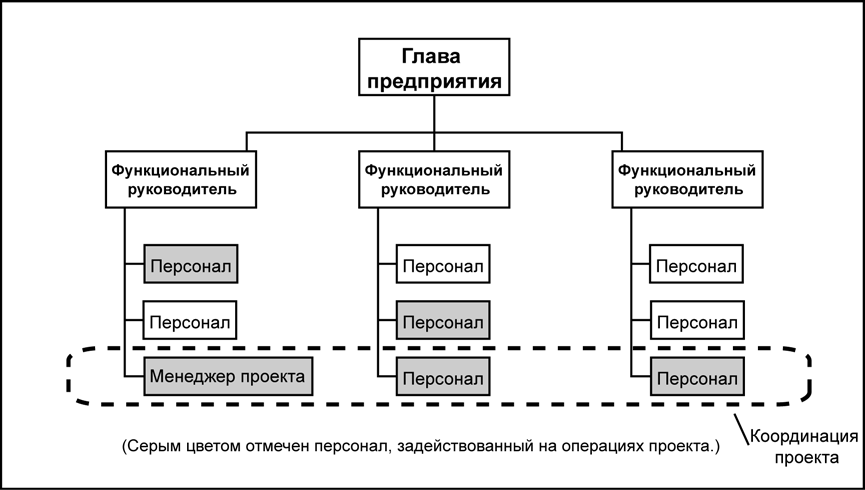 Глава
предприятия
Функциональный
руководитель
Функциональный
руководитель
Функциональный
руководитель
Персонал
Персонал
Персонал
Персонал
Персонал
Персонал
Менеджер проекта
Персонал
Персонал
(Серым цветом отмечен персонал, задействованный на операциях проекта.)
Координация
проекта